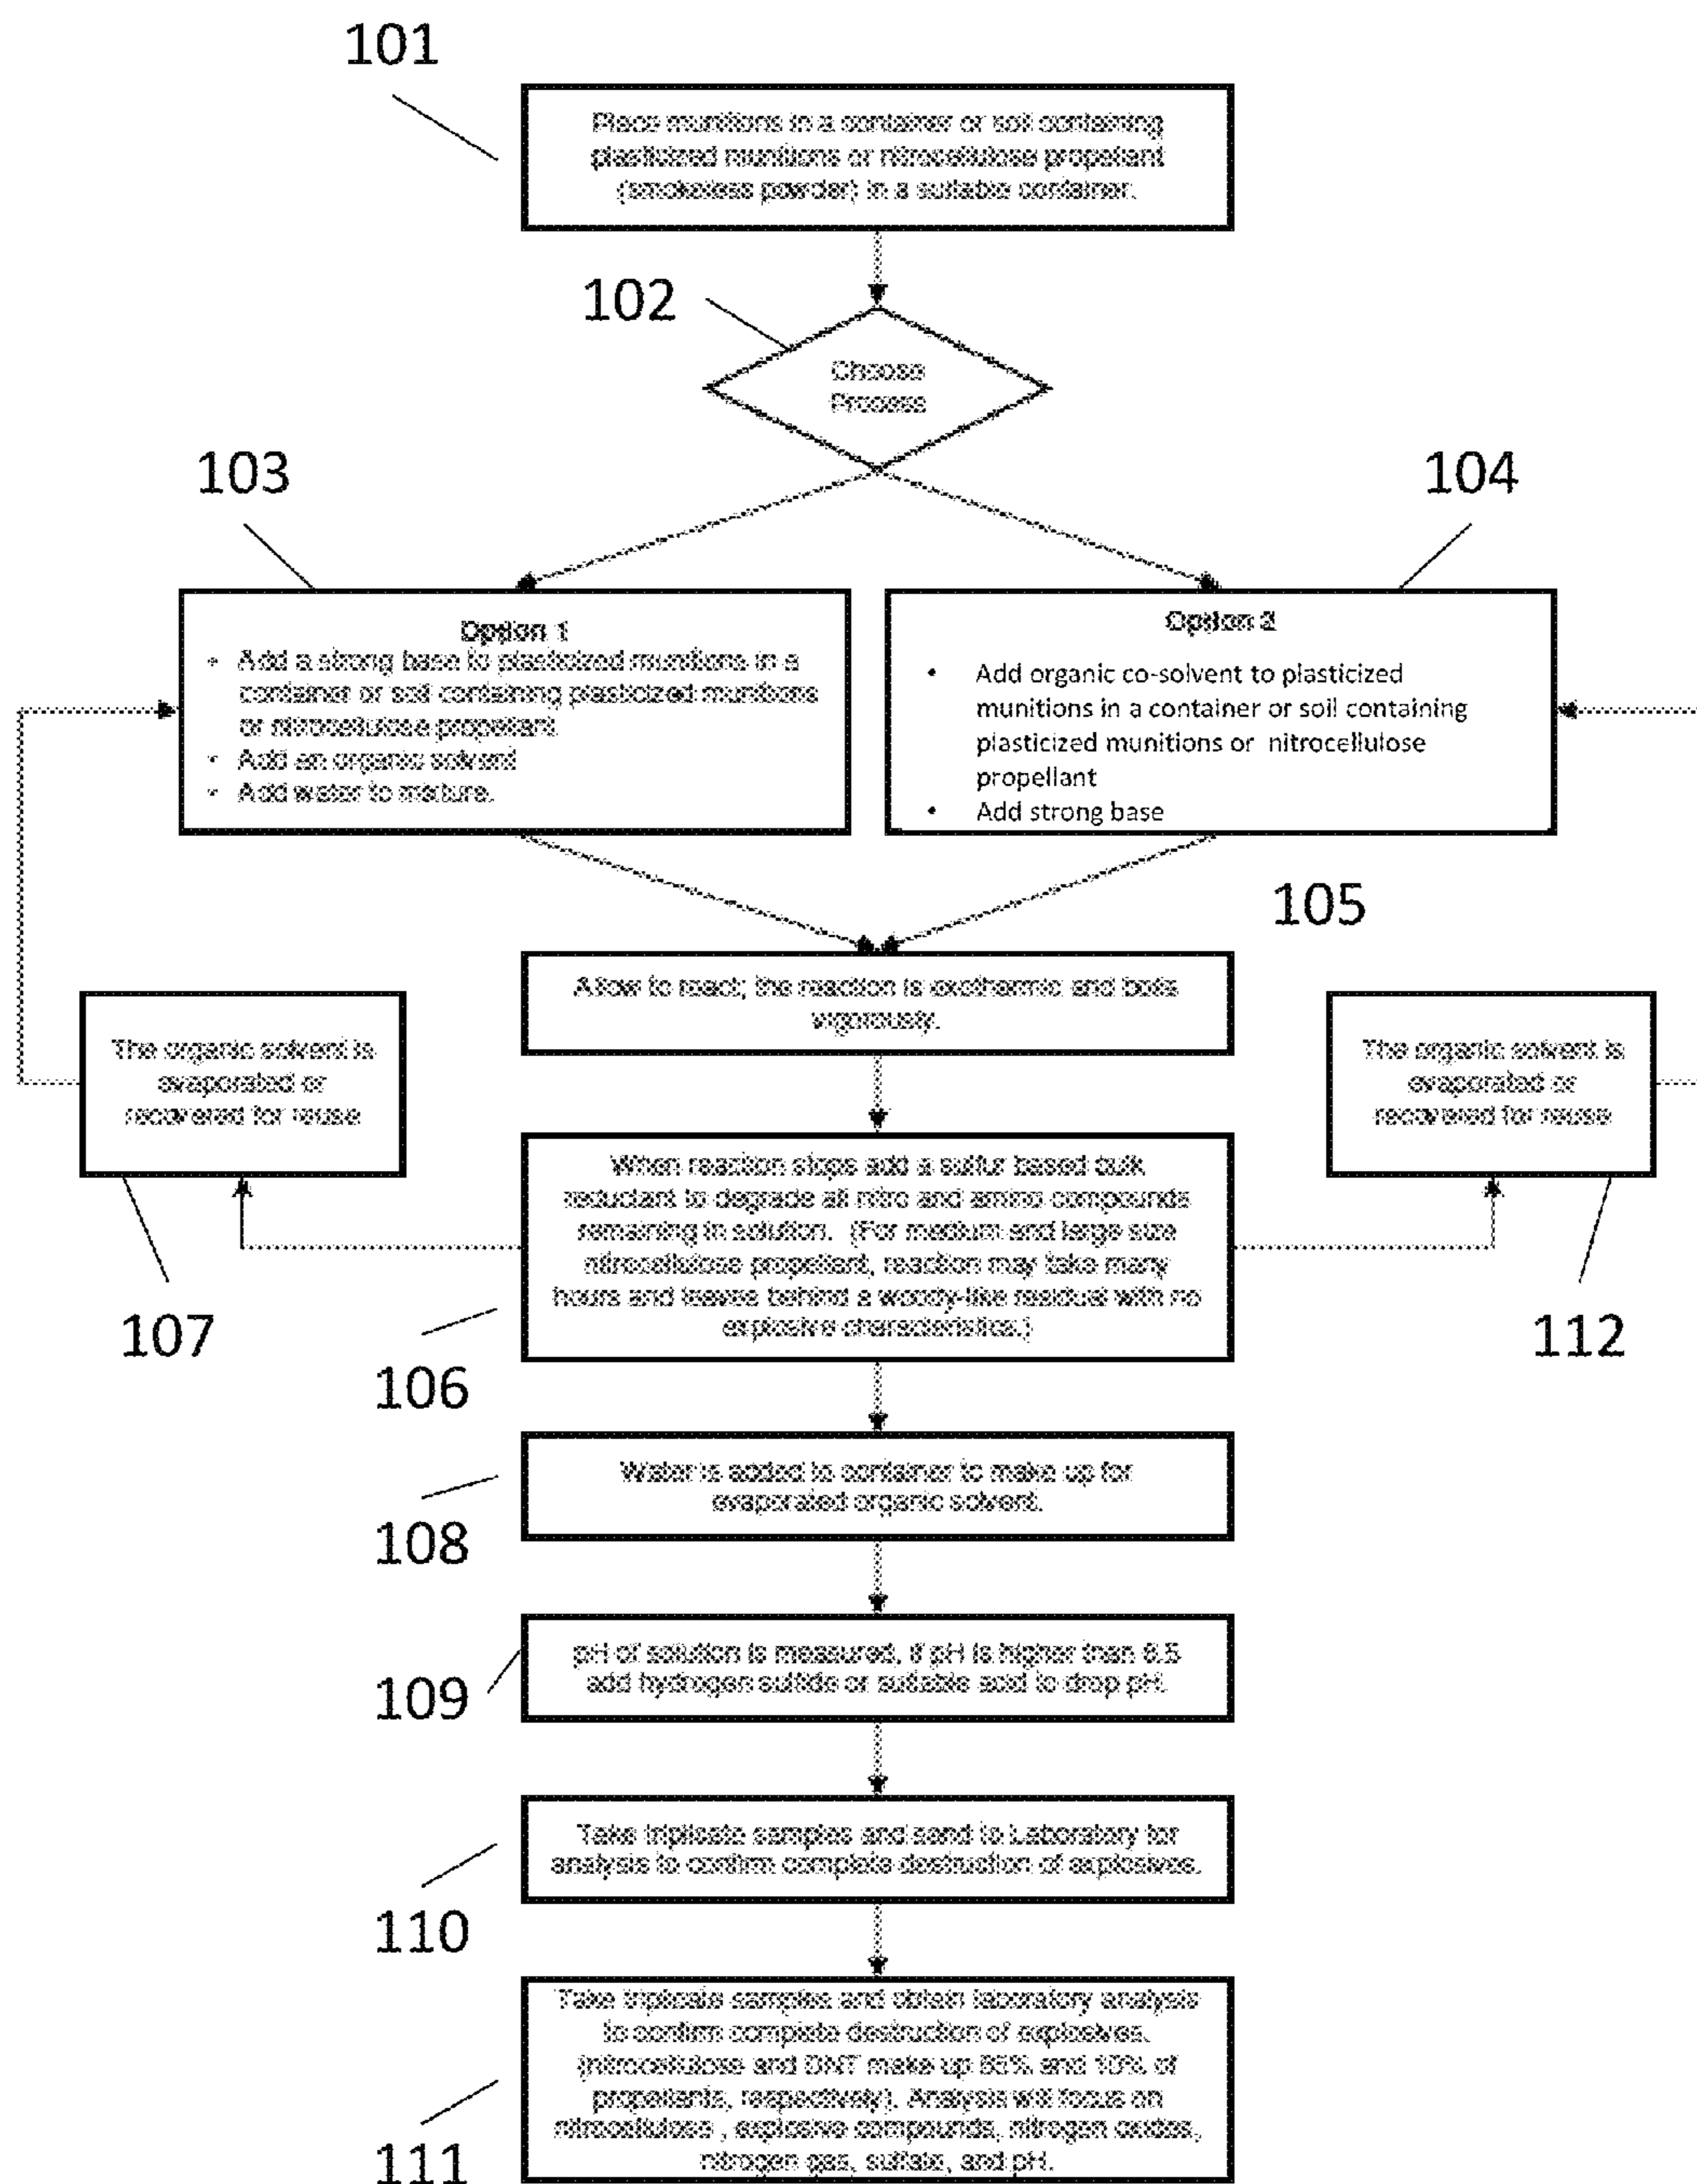 101
Place munitions in a container or soil containing
plasticized munitions or nitrocellulose propellant
(smokeless powder) in a suitable container.
102
Choose
Process
103
104
Option 1
• Add a strong base to plasticized munitions in a
container or soil containing plasticized munitions
or nitrocellulose propellant
• Add an organic solvent
• Add water to mixture.
Option 2
• Add organic co-solvent to plasticized
munitions in a container or soil containing
plasticized munitions or nitrocellulose
propellant
• Add strong base
105
Allow to react; the reaction is exothermic and boils
vigorously.
The organic solvent is
evaporated or
recovered for reuse
107
The organic solvent is
evaporated or
recovered for reuse
112
When reaction stops add a sulfur based bulk
reductant to degrade all nitro and amino compounds
remaining in solution. (For medium and large size
nitrocellulose propellant, reaction may take many
hours and leaves behind a woody-like residual with no
explosive characteristics.)
106
Water is added to container to make up for
evaporated organic solvent.
108
pH of solution is measured, if pH is higher than
add hydrogen sulfide or suitable acid to drop pH.
109
Take triplicate samples and send to Laboratory for
analysis to confirm complete destruction of explosives.
110
Take triplicate samples and obtain laboratory analysis
to confirm complete destruction of explosives.
(nitrocellulose and DNT make up and 10% of
propellants, respectively). Analysis will focus on
nitrocellulose , explosive compounds, nitrogen oxides,
nitrogen gas, sulfate, and pH.
111